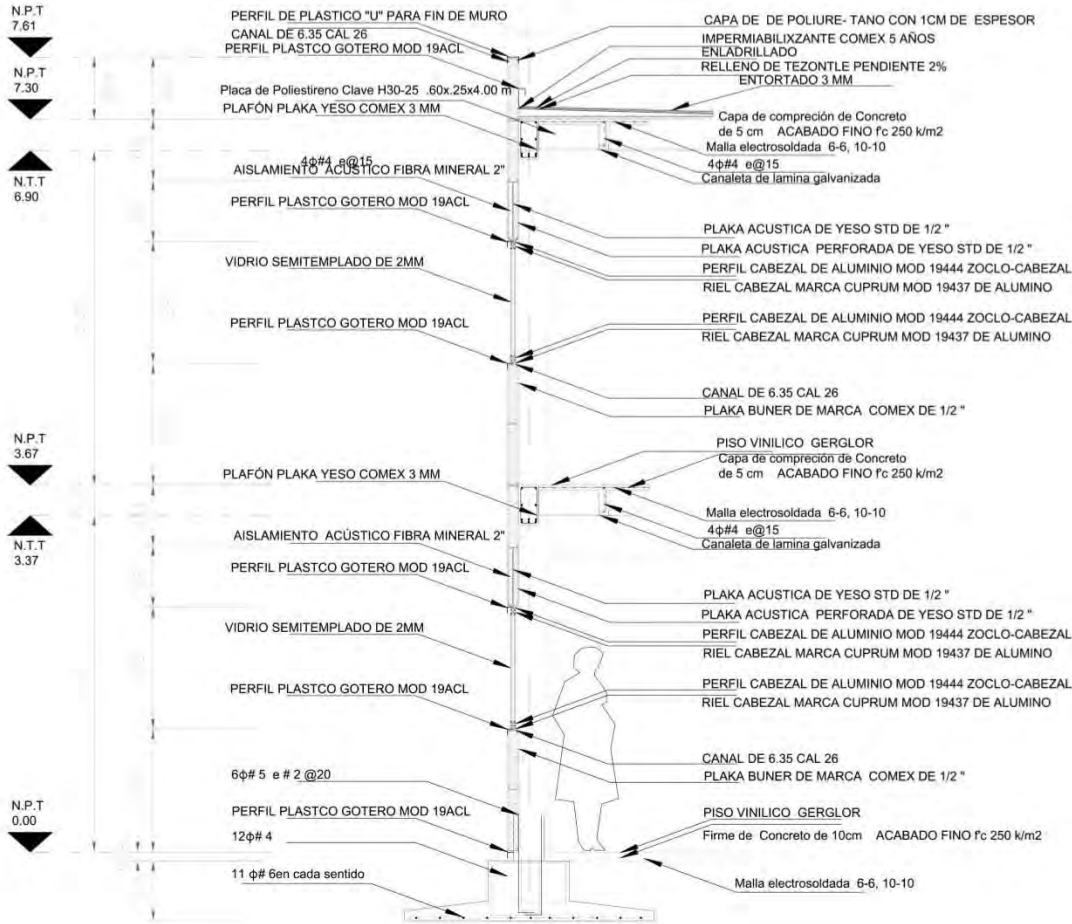 N.P.T
7.61
N.P.T
7.30
N.T.T
6.90
N.P.T
3.67
N.T.T
3.37
N.P.T
0.00
PERFIL DE PLASTICO "U" PARA FIN DE MURO
CANAL DE 6.35 CAL 26
PERFIL PLASTCO GOTERO MOD 19ACL
Placa de Poliestireno Clave H30-25 .60x.25x4.00 m
PLAFÓN PLAKA YESO COMEX 3 MM
4ϕ#4 e@15
AISLAMIENTO ACÚSTICO FIBRA MINERAL 2"
PERFIL PLASTCO GOTERO MOD 19ACL
VIDRIO SEMITEMPLADO DE 2MM
PERFIL PLASTCO GOTERO MOD 19ACL
PLAFÓN PLAKA YESO COMEX 3 MM
AISLAMIENTO ACÚSTICO FIBRA MINERAL 2"
PERFIL PLASTCO GOTERO MOD 19ACL
VIDRIO SEMITEMPLADO DE 2MM
PERFIL PLASTCO GOTERO MOD 19ACL
6ϕ# 5 e # 2 @20
PERFIL PLASTCO GOTERO MOD 19ACL
12ϕ# 4
11 ϕ# 6en cada sentido
CAPA DE DE POLIURE- TANO CON 1CM DE ESPESOR
IMPERMIABILIXZANTE COMEX 5 AÑOS
ENLADRILLADO
RELLENO DE TEZONTLE PENDIENTE 2%
ENTORTADO 3 MM
Capa de compreción de Concreto
de 5 cm ACABADO FINO f'c 250 k/m2
Malla electrosoldada 6-6, 10-10
4ϕ#4 e@15
Canaleta de lamina galvanizada
PLAKA ACUSTICA DE YESO STD DE 1/2 "
PLAKA ACUSTICA PERFORADA DE YESO STD DE 1/2 "
PERFIL CABEZAL DE ALUMINIO MOD 19444 ZOCLO-CABEZAL
RIEL CABEZAL MARCA CUPRUM MOD 19437 DE ALUMINO
PERFIL CABEZAL DE ALUMINIO MOD 19444 ZOCLO-CABEZAL
RIEL CABEZAL MARCA CUPRUM MOD 19437 DE ALUMINO
CANAL DE 6.35 CAL 26
PLAKA BUNER DE MARCA COMEX DE 1/2 "
PISO VINILICO GERGLOR
Capa de compreción de Concreto
de 5 cm ACABADO FINO f'c 250 k/m2
Malla electrosoldada 6-6, 10-10
4ϕ#4 e@15
Canaleta de lamina galvanizada
PLAKA ACUSTICA DE YESO STD DE 1/2 "
PLAKA ACUSTICA PERFORADA DE YESO STD DE 1/2 "
PERFIL CABEZAL DE ALUMINIO MOD 19444 ZOCLO-CABEZAL
RIEL CABEZAL MARCA CUPRUM MOD 19437 DE ALUMINO
PERFIL CABEZAL DE ALUMINIO MOD 19444 ZOCLO-CABEZAL
RIEL CABEZAL MARCA CUPRUM MOD 19437 DE ALUMINO
CANAL DE 6.35 CAL 26
PLAKA BUNER DE MARCA COMEX DE 1/2 "
PISO VINILICO GERGLOR
Firme de Concreto de 10cm ACABADO FINO f'c 250 k/m2
Malla electrosoldada 6-6, 10-10